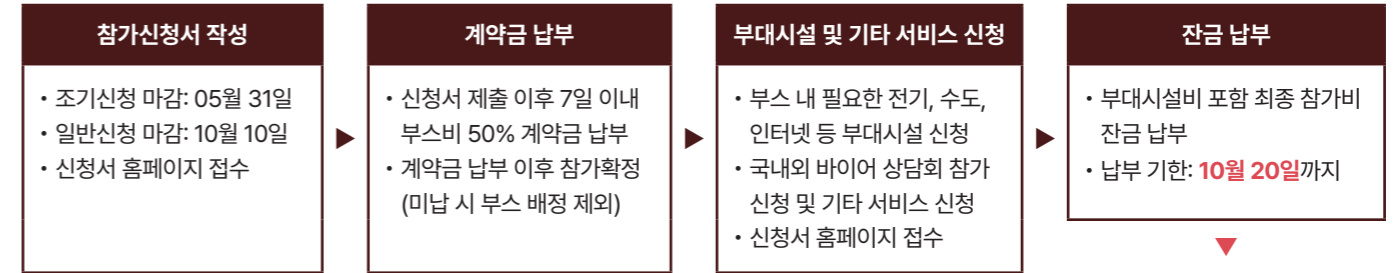 참가신청서 작성
• 조기신청 마감: 05월 31일
• 일반신청 마감: 10월 10일
• 신청서 홈페이지 접수
계약금 납부
• 신청서 제출 이후 7일 이내
부스비 50% 계약금 납부
• 계약금 납부 이후 참가확정
(미납 시 부스 배정 제외)
부대시설 및 기타 서비스 신청
• 부스 내 필요한 전기, 수도,
인터넷 등 부대시설 신청
• 국내외 바이어 상담회 참가
신청 및 기타 서비스 신청
• 신청서 홈페이지 접수
잔금 납부
• 부대시설비 포함 최종 참가비
잔금 납부
• 납부 기한: 10월 20일까지